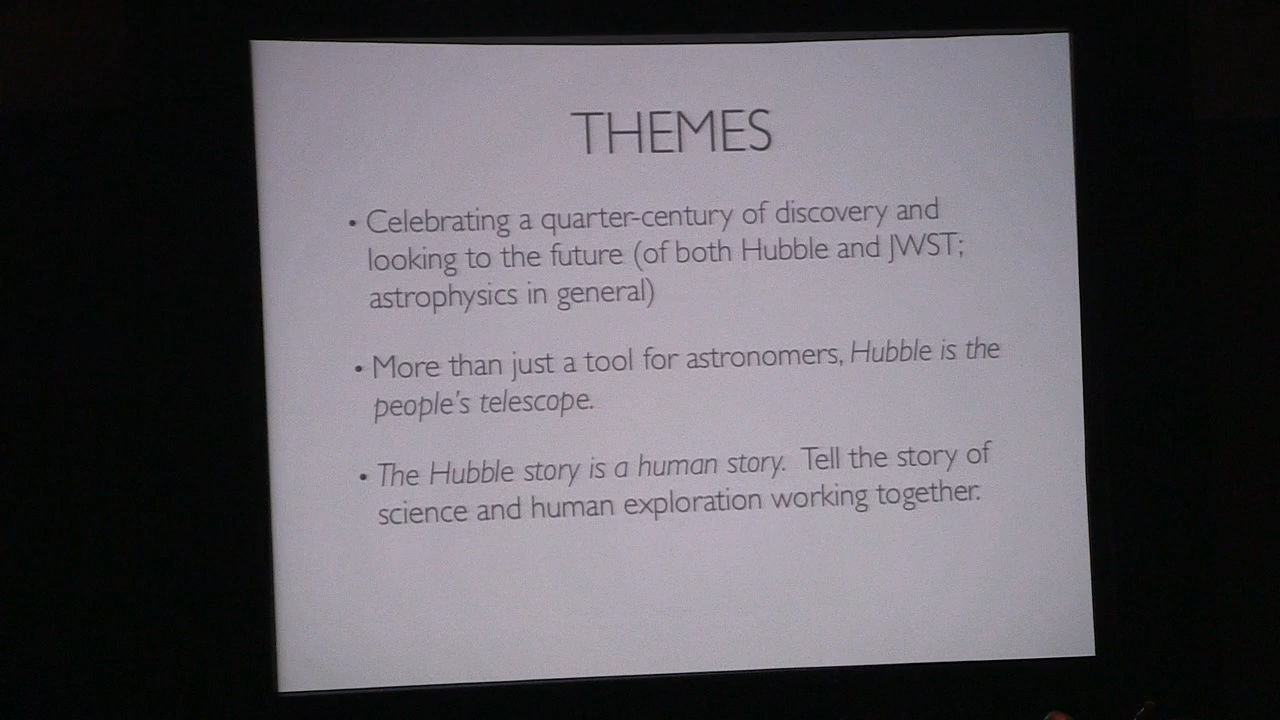 THEMES
• Celebrating a quarter-century of discovery and
looking to the future (of both Hubble and JWST;
astrophysics in general)
• More than just a tool for astronomers, Hubble is the
people's telescope.
• The Hubble story is a human story. Tell the story of
science and human exploration working together.